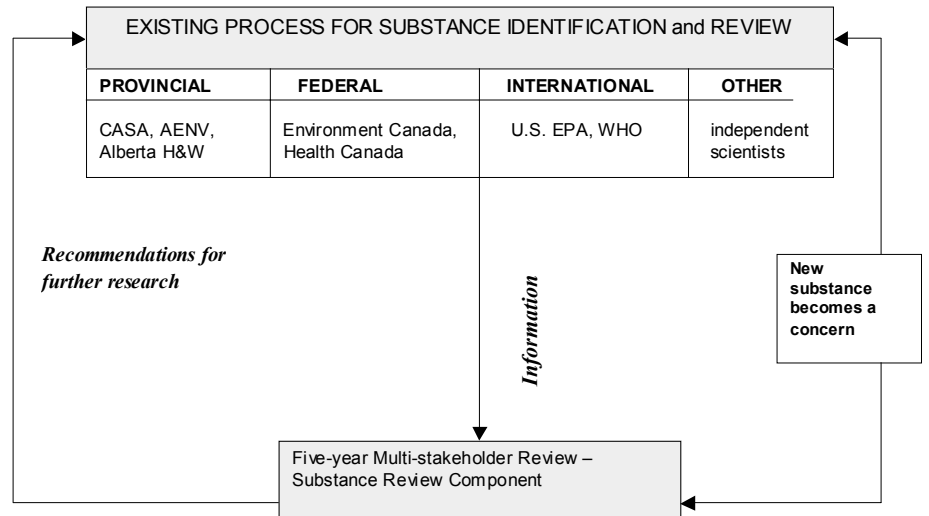 EXISTING PROCESS FOR SUBSTANCE IDENTIFICATION and REVIEW
PROVINCIAL
FEDERAL
INTERNATIONAL
OTHER
CASA, AENV,
Alberta H&W
Environment Canada,
Health Canada
U.S. EPA, WHO
independent
scientists
Recommendations for
further research
Information
New
substance
becomes a
concern
Five-year Multi-stakeholder Review –
Substance Review Component